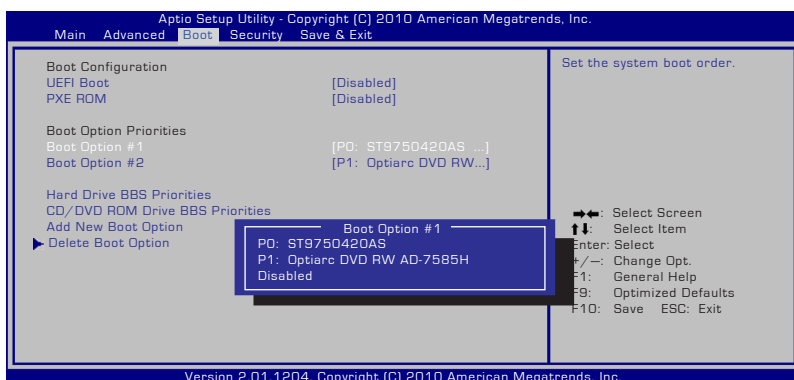 Aptio Setup Utility - Copyright (C) 2010 American Megatrends, Inc.
Main Advanced Boot Security Save & Exit
Boot Configuration
UEFI Boot [Disabled]
PXE ROM [Disabled]
Boot Option Priorities
Boot Option #1 [P0: ST9750420AS ...]
Boot Option #2 [P1: Optiarc DVD RW...]
Hard Drive BBS Priorities
CD/DVD ROM Drive BBS Priorities
Add New Boot Option
Delete Boot Option
Boot Option #1
P0: ST9750420AS
P1: Optiarc DVD RW AD-7585H
Disabled
Set the system boot order.
→←: Select Screen
↑↓: Select Item
Enter: Select
+/—: Change Opt.
F1: General Help
F9: Optimized Defaults
F10: Save ESC: Exit
Version 2.01.1204. Copyright (C) 2010 American Megatrends, Inc.